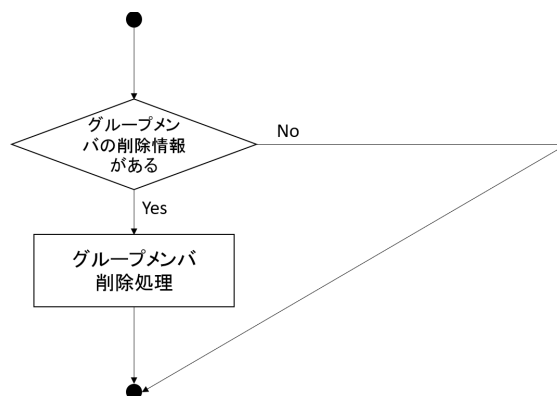 グループメン
バの削除情報
がある
No
Yes
グループメンバ
削除処理